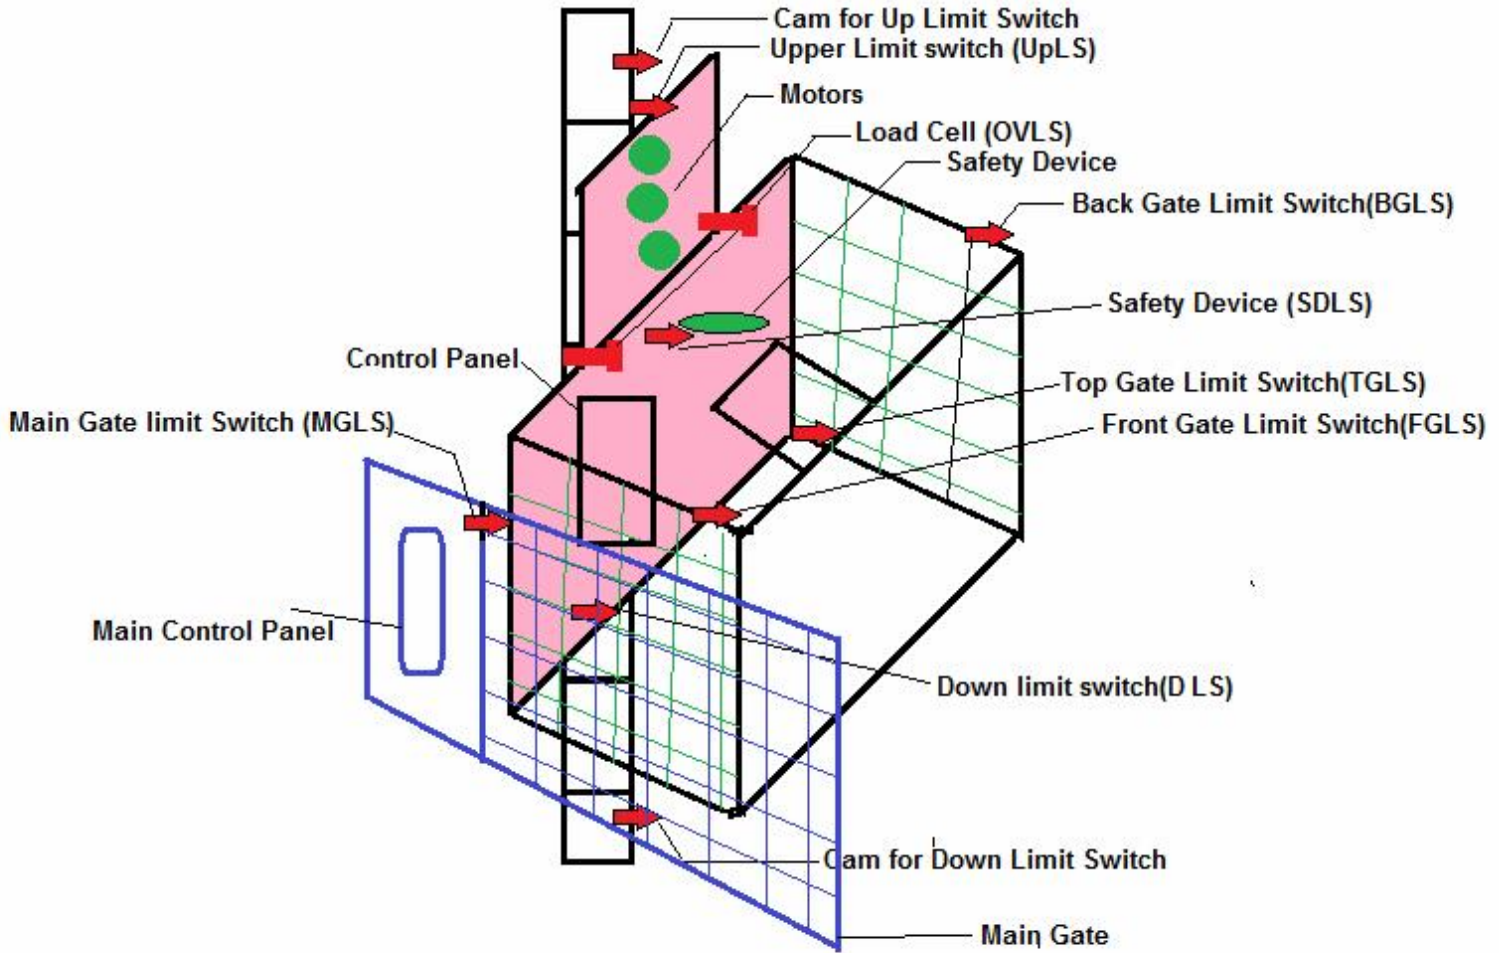 Cam for Up Limit Switch
Upper Limit switch (UpLS)
Motors
Load Cell (OVLS)
Safety Device
Back Gate Limit Switch(BGLS)
Safety Device (SDLS)
Control Panel
Top Gate Limit Switch(TGLS)
Main Gate limit Switch (MGLS)
Front Gate Limit Switch(FGLS)
Main Control Panel
Down limit switch(DLS)
Cam for Down Limit Switch
Main Gate